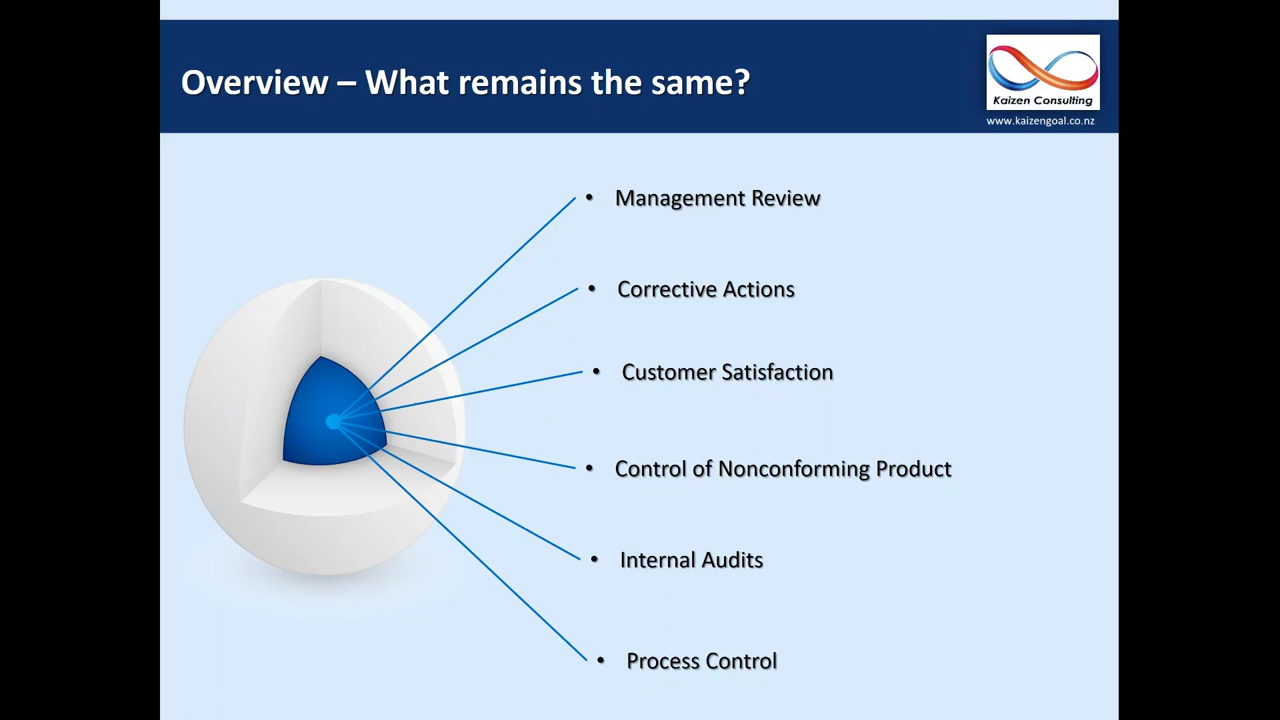 Overview – What remains the same?
Kaizen Consulting
www.kaizengoal.co.nz
• Management Review
• Corrective Actions
• Customer Satisfaction
• Control of Nonconforming Product
• Internal Audits
• Process Control